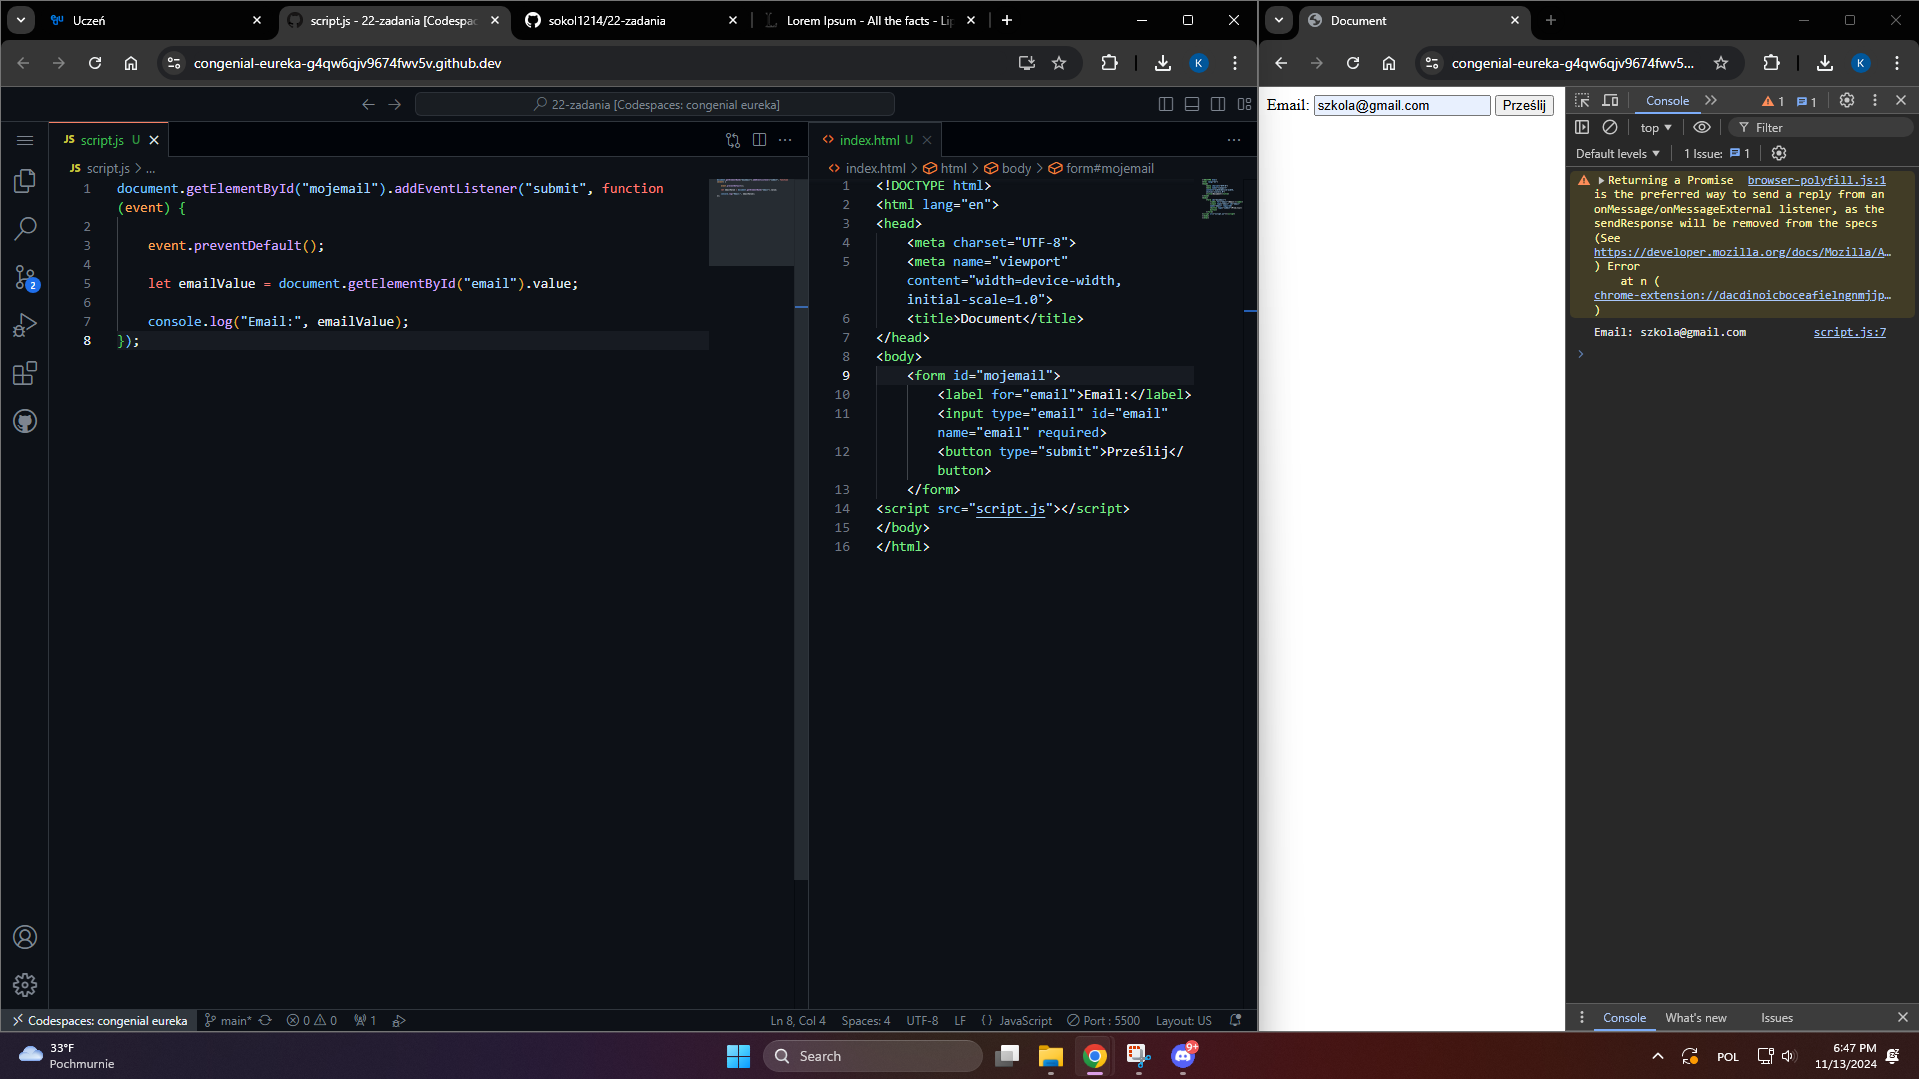 Uczeń
script.js - 22-zadania [Codespac
sokol1214/22-zadania
Lorem Ipsum - All the facts - Li
Document
congenial-eureka-g4qw6qjv9674fwv5v.github.dev
congenial-eureka-g4qw6qjv9674fwv5...
K
K
22-zadania [Codespaces: congenial eureka]
JS script.js U
script.js > ...
1 document.getElementById("mojemail").addEventListener("submit", function
(event) {
2
3 event.preventDefault();
4
5 let emailValue = document.getElementById("email").value;
6
7 console.log("Email:", emailValue);
8 });
2
index.html U
index.html > html > body > form#mojemail
1 <!DOCTYPE html>
2 <html lang="en">
3 <head>
4 <meta charset="UTF-8">
5 <meta name="viewport"
content="width=device-width,
initial-scale=1.0">
6 <title>Document</title>
7 </head>
8 <body>
9 <form id="mojemail">
10 <label for="email">Email:</label>
11 <input type="email" id="email"
name="email" required>
12 <button type="submit">Prześlij</
button>
13 </form>
14 <script src="script.js"></script>
15 </body>
16 </html>
Email: szkola@gmail.com Prześlij
Console 1 1
top Filter
Default levels 1 Issue: 1
Returning a Promise browser-polyfill.js:1
is the preferred way to send a reply from an
onMessage/onMessageExternal listener, as the
sendResponse will be removed from the specs
(See
https://developer.mozilla.org/docs/Mozilla/A...
) Error
at n (
chrome-extension://dacdinoicboceafielngnmjjp...
)
Email: szkola@gmail.com script.js:7
Console What's new Issues
Codespaces: congenial eureka main* 0 0 1
Ln 8, Col 4 Spaces: 4 UTF-8 LF {} JavaScript Port : 5500 Layout: US
33°F
Pochmurnie
Search
9+
POL
6:47 PM
11/13/2024